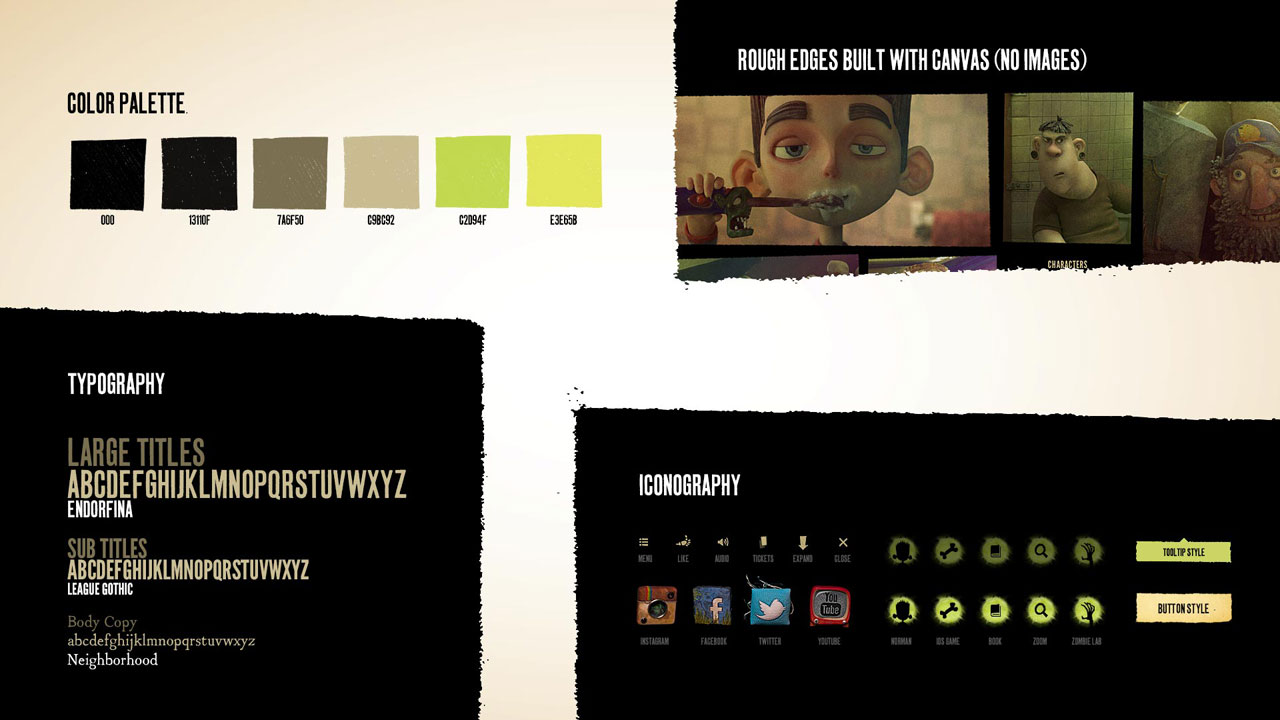 COLOR PALETTE.
000 13110F 7A6F50 C9BC92 C2D94F E3E65B
ROUGH EDGES BUILT WITH CANVAS (NO IMAGES)
CHARACTERS
TYPOGRAPHY
LARGE TITLES
ABCDEFGHIJKLMNOPQRSTUVWXYZ
ENDORFINA
SUB TITLES
ABCDEFGHIJKLMNOPQRSTUVWXYZ
LEAGUE GOTHIC
Body Copy
abcdefghijklmnopqrstuvwxyz
Neighborhood
ICONOGRAPHY
MENU LIKE AUDIO TICKETS EXPAND CLOSE
TOOLTIP STYLE
You
Tube
BUTTON STYLE
INSTAGRAM FACEBOOK TWITTER YOUTUBE NORMAN IOS GAME BOOK ZOOM ZOMBIE LAB